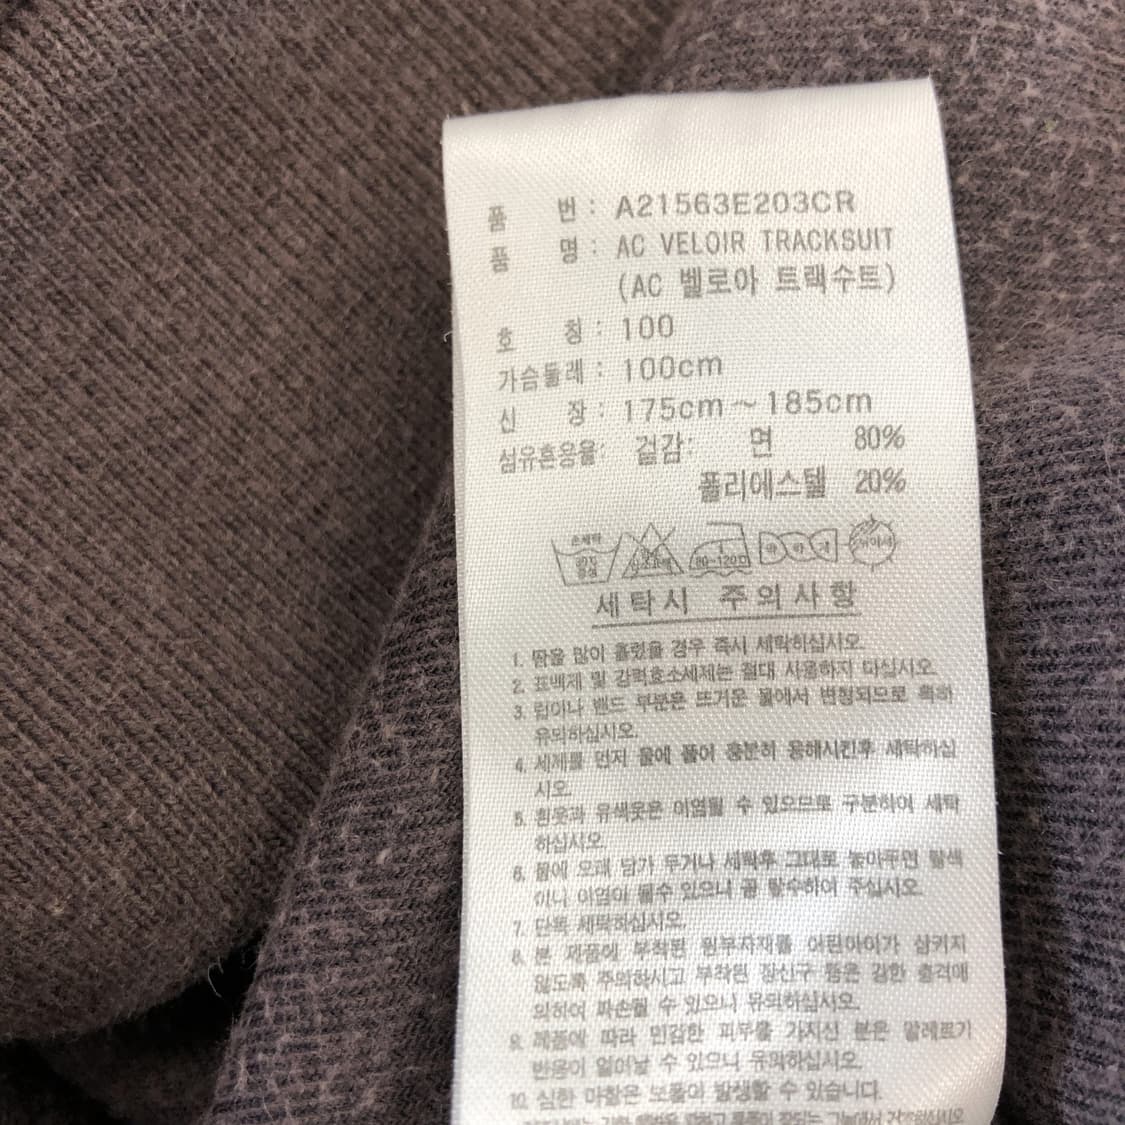 품 번 : A21563E203CR
품 명 : AC VELOIR TRACKSUIT
(AC 벨로아 트랙수트)
호 칭 : 100
가슴둘레 : 100cm
신 장 : 175cm ~ 185cm
섬유혼용율: 겉감: 면 80%
폴리에스텔 20%
손세탁
80~120℃
세탁시 주의사항
1. 땀을 많이 흘렸을 경우 즉시 세탁하십시오.
2. 표백제 및 강력효소세제는 절대 사용하지 마십시오.
3. 립이나 밴드 부분은 뜨거운 물에서 변형되므로 특히
유의하십시오.
4. 세제를 먼저 물에 풀어 충분히 용해시킨후 세탁하십
시오.
5. 흰옷과 유색옷은 이염될 수 있으므로 구분하여 세탁
하십시오.
6. 물에 오래 담가 두거나 세탁후 그대로 놓아두면 탈색
이나 이염이 될수 있으니 곧 탈수하여 주십시오.
7. 단독 세탁하십시오.
8. 본 제품에 부착된 원부자재를 어린아이가 삼키지
않도록 주의하시고 부착된 장신구 등은 강한 충격에
의하여 파손될 수 있으니 유의하십시오.
9. 제품에 따라 민감한 피부를 가지신 분은 알레르기
반응이 일어날 수 있으니 유의하십시오.
10. 심한 마찰은 보풀이 발생할 수 있습니다.
그늘에서 건조하십시오